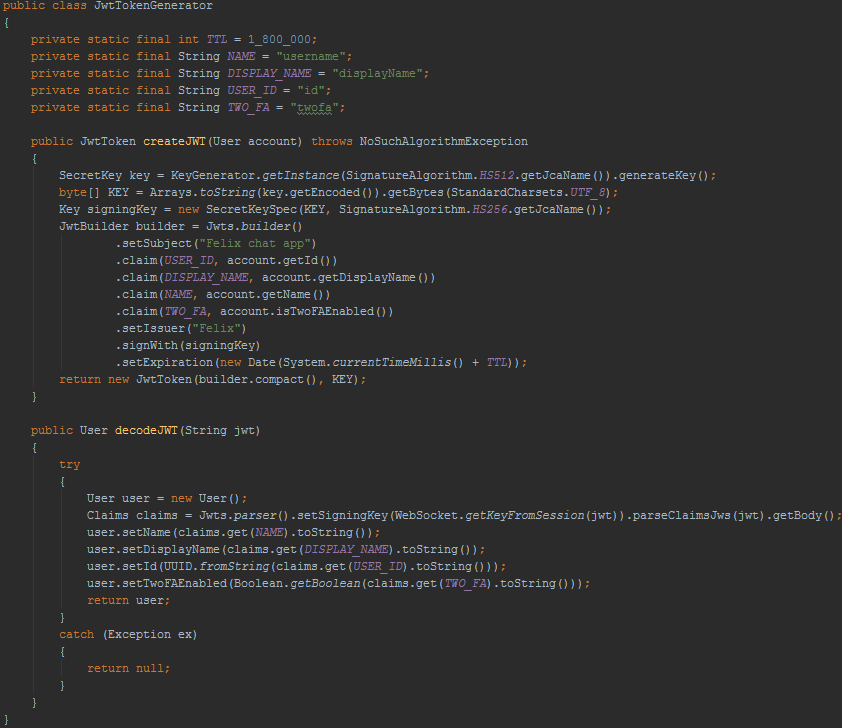 public class JwtTokenGenerator
{
private static final int TTL = 1_800_000;
private static final String NAME = "username";
private static final String DISPLAY_NAME = "displayName";
private static final String USER_ID = "id";
private static final String TWO_FA = "twofa";
public JwtToken createJWT(User account) throws NoSuchAlgorithmException
{
SecretKey key = KeyGenerator.getInstance(SignatureAlgorithm.HS512.getJcaName()).generateKey();
byte[] KEY = Arrays.toString(key.getEncoded()).getBytes(StandardCharsets.UTF_8);
Key signingKey = new SecretKeySpec(KEY, SignatureAlgorithm.HS256.getJcaName());
JwtBuilder builder = Jwts.builder()
.setSubject("Felix chat app")
.claim(USER_ID, account.getId())
.claim(DISPLAY_NAME, account.getDisplayName())
.claim(NAME, account.getName())
.claim(TWO_FA, account.isTwoFAEnabled())
.setIssuer("Felix")
.signWith(signingKey)
.setExpiration(new Date(System.currentTimeMillis() + TTL));
return new JwtToken(builder.compact(), KEY);
}
public User decodeJWT(String jwt)
{
try
{
User user = new User();
Claims claims = Jwts.parser().setSigningKey(WebSocket.getKeyFromSession(jwt)).parseClaimsJws(jwt).getBody();
user.setName(claims.get(NAME).toString());
user.setDisplayName(claims.get(DISPLAY_NAME).toString());
user.setId(UUID.fromString(claims.get(USER_ID).toString()));
user.setTwoFAEnabled(Boolean.getBoolean(claims.get(TWO_FA).toString()));
return user;
}
catch (Exception ex)
{
return null;
}
}
}